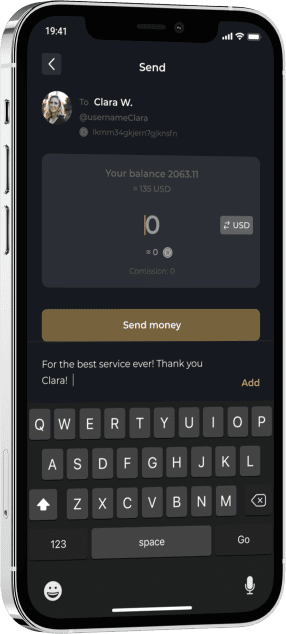 19:41
Send
To Clara W.
@usernameClara
lkmm34gkjerri7gjknsfn
Your balance 2063.11
≈ 135 USD
0
USD
≈ 0
Comission: 0
Send money
For the best service ever! Thank you
Clara!
Add
Q W E R T Y U I O P
A S D F G H J K L
Z X C V B N M
123 space Go